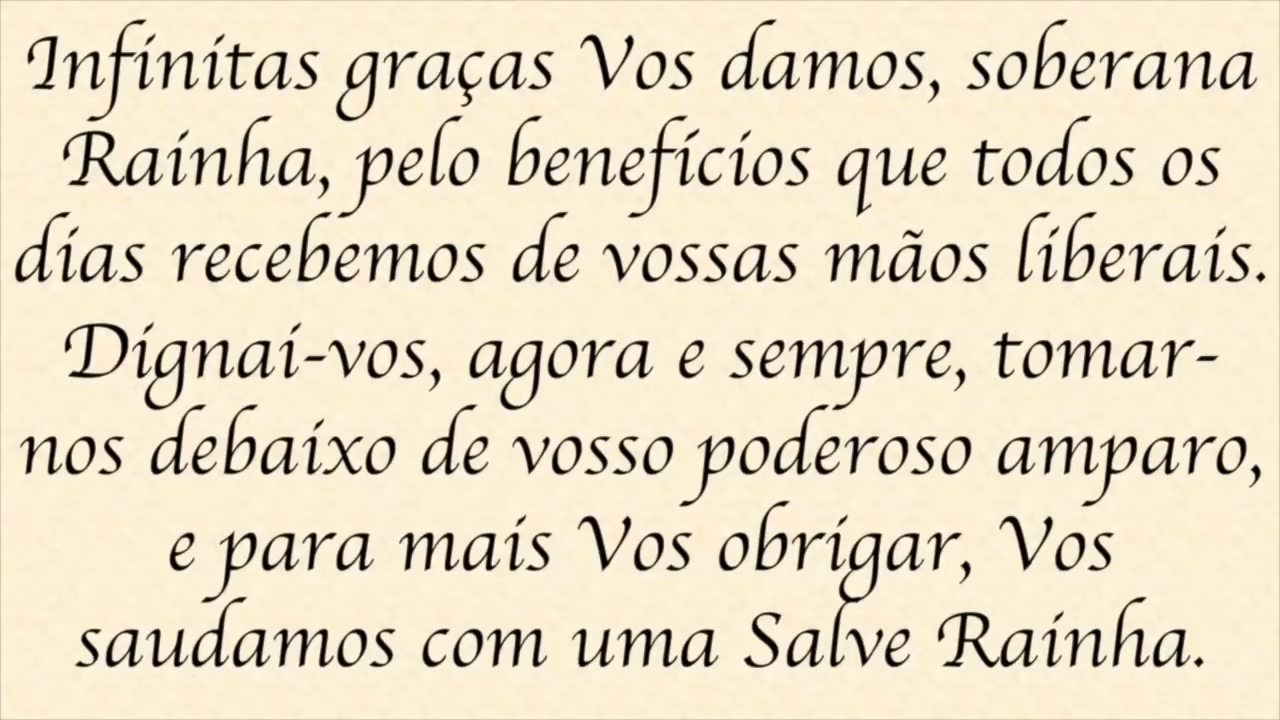 Infinitas graças Vos damos, soberana
Rainha, pelo benefícios que todos os
dias recebemos de vossas mãos liberais.
Dignai-vos, agora e sempre, tomar-
nos debaixo de vosso poderoso amparo,
e para mais Vos obrigar, Vos
saudamos com uma Salve Rainha.